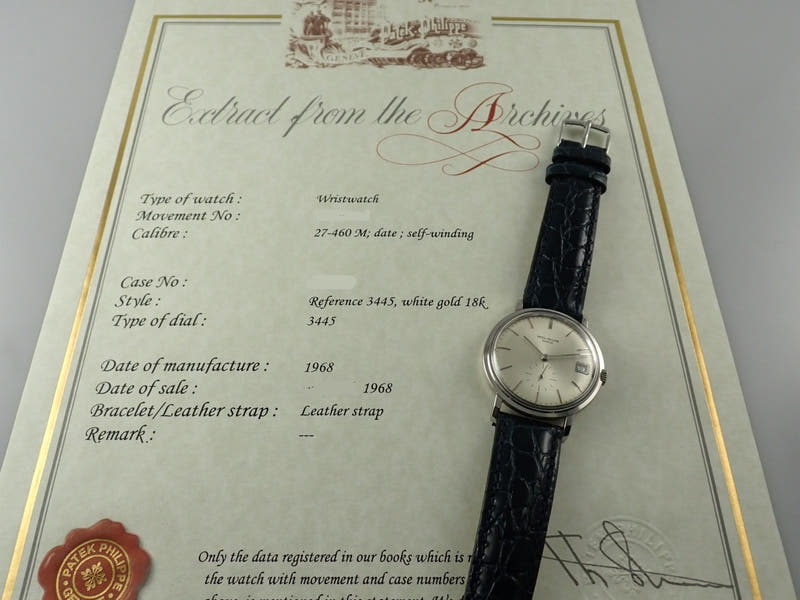 Patek Philippe
GENEVE
Extract from the Archives
Type of watch : Wristwatch
Movement No :
Calibre : 27-460 M; date ; self-winding
Case No :
Style : Reference 3445, white gold 18k
Type of dial : 3445
Date of manufacture : 1968
Date of sale : 1968
Bracelet/Leather strap : Leather strap
Remark : ---
PATEK PHILIPPE
Only the data registered in our books which is
the watch with movement and case numbers